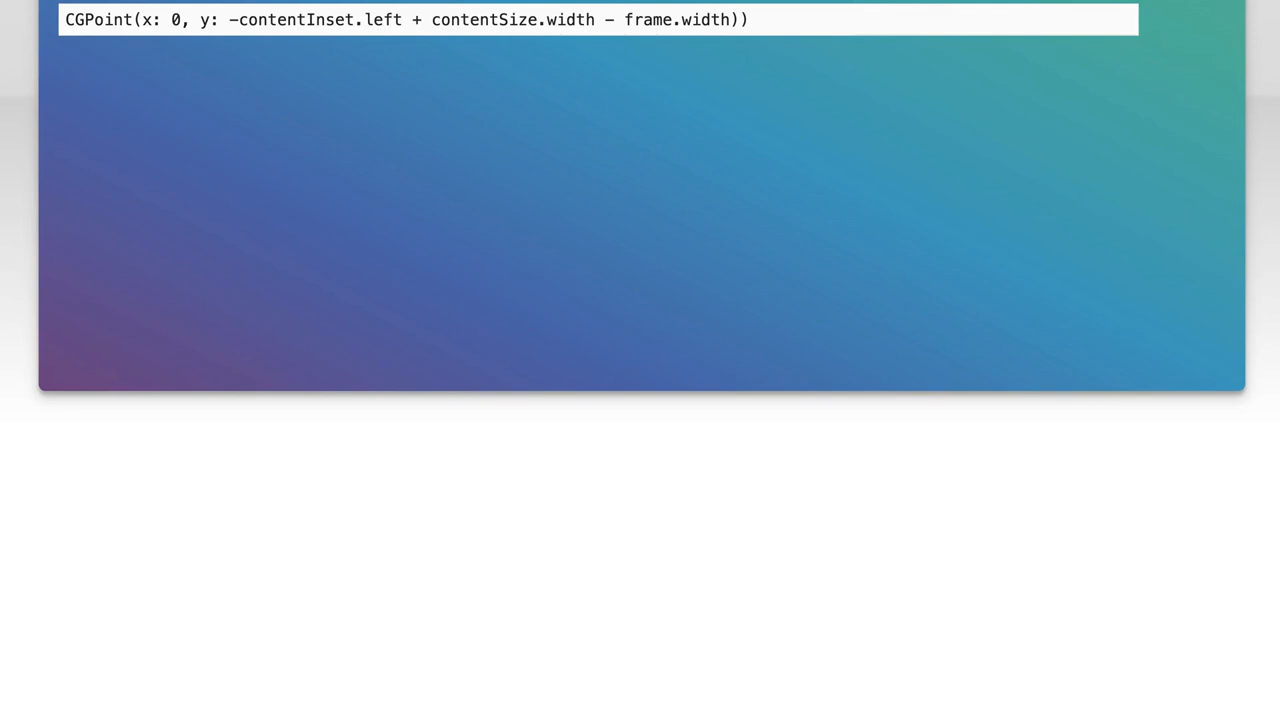 CGPoint(x: 0, y: -contentInset.left + contentSize.width - frame.width))